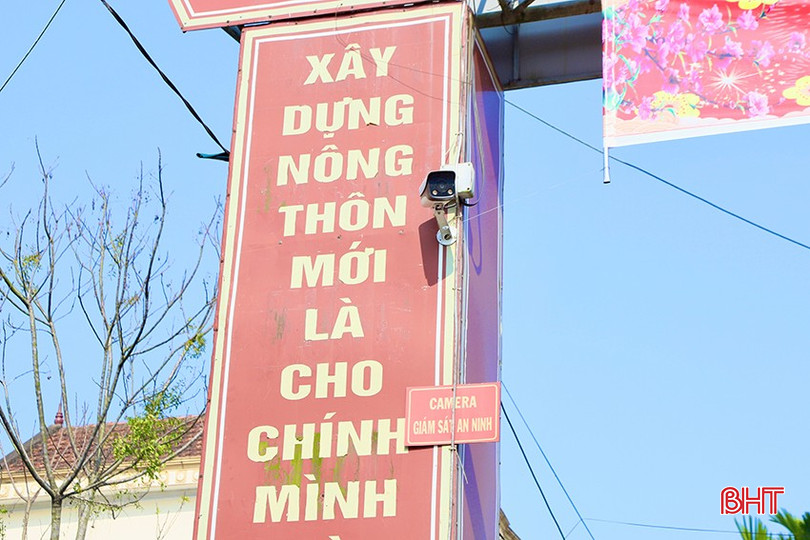 XÂY
DỰNG
NÔNG
THÔN
MỚI
LÀ
CHO
CHÍNH
MÌNH
CAMERA
GIÁM SÁT AN NINH
BHT